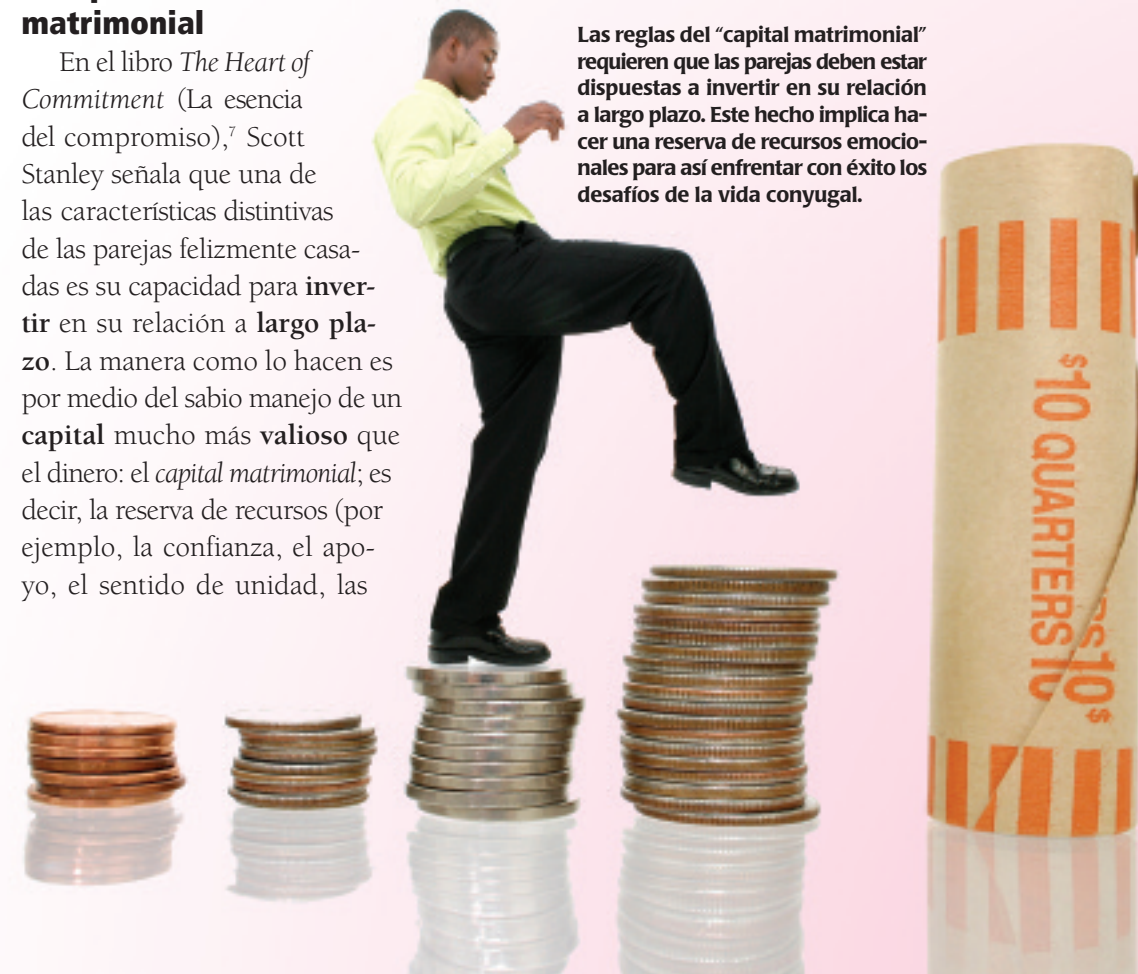 matrimonial
En el libro The Heart of
Commitment (La esencia
del compromiso),⁷ Scott
Stanley señala que una de
las características distintivas
de las parejas felizmente casa-
das es su capacidad para inver-
tir en su relación a largo pla-
zo. La manera como lo hacen es
por medio del sabio manejo de un
capital mucho más valioso que
el dinero: el capital matrimonial; es
decir, la reserva de recursos (por
ejemplo, la confianza, el apo-
yo, el sentido de unidad, las
Las reglas del “capital matrimonial”
requieren que las parejas deben estar
dispuestas a invertir en su relación
a largo plazo. Este hecho implica ha-
cer una reserva de recursos emocio-
nales para así enfrentar con éxito los
desafíos de la vida conyugal.
$10 QUARTERS 10
10$